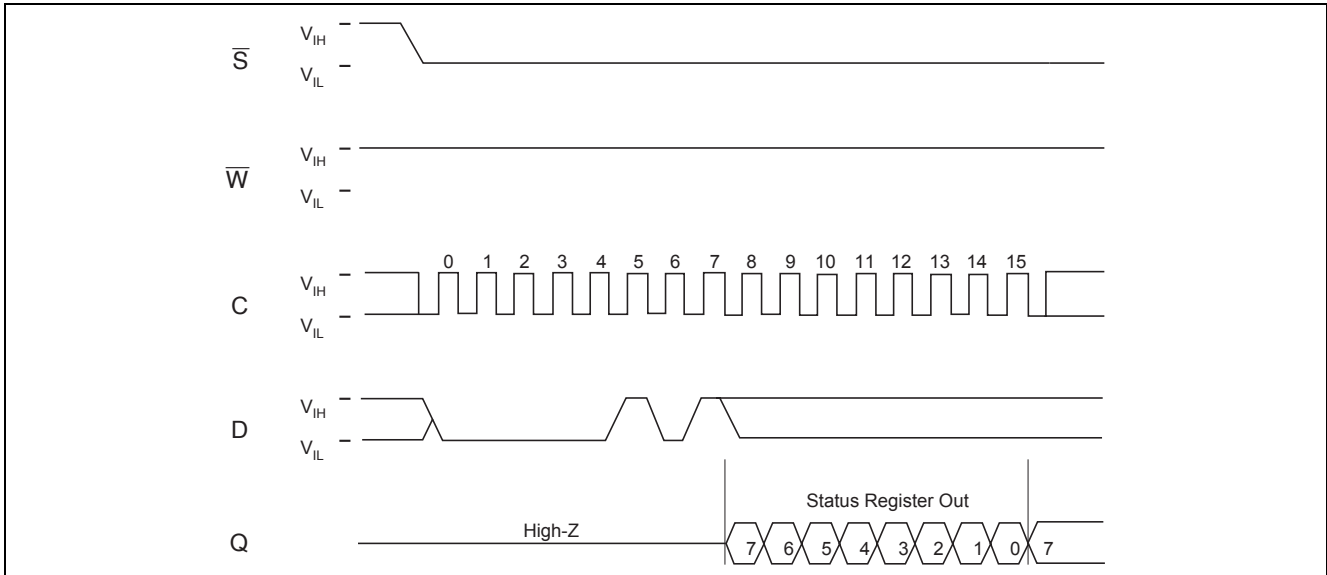 S̅
V_IH
V_IL
W̅
V_IH
V_IL
C
V_IH
V_IL
0 1 2 3 4 5 6 7 8 9 10 11 12 13 14 15
D
V_IH
V_IL
Status Register Out
Q
High-Z
7 6 5 4 3 2 1 0 7